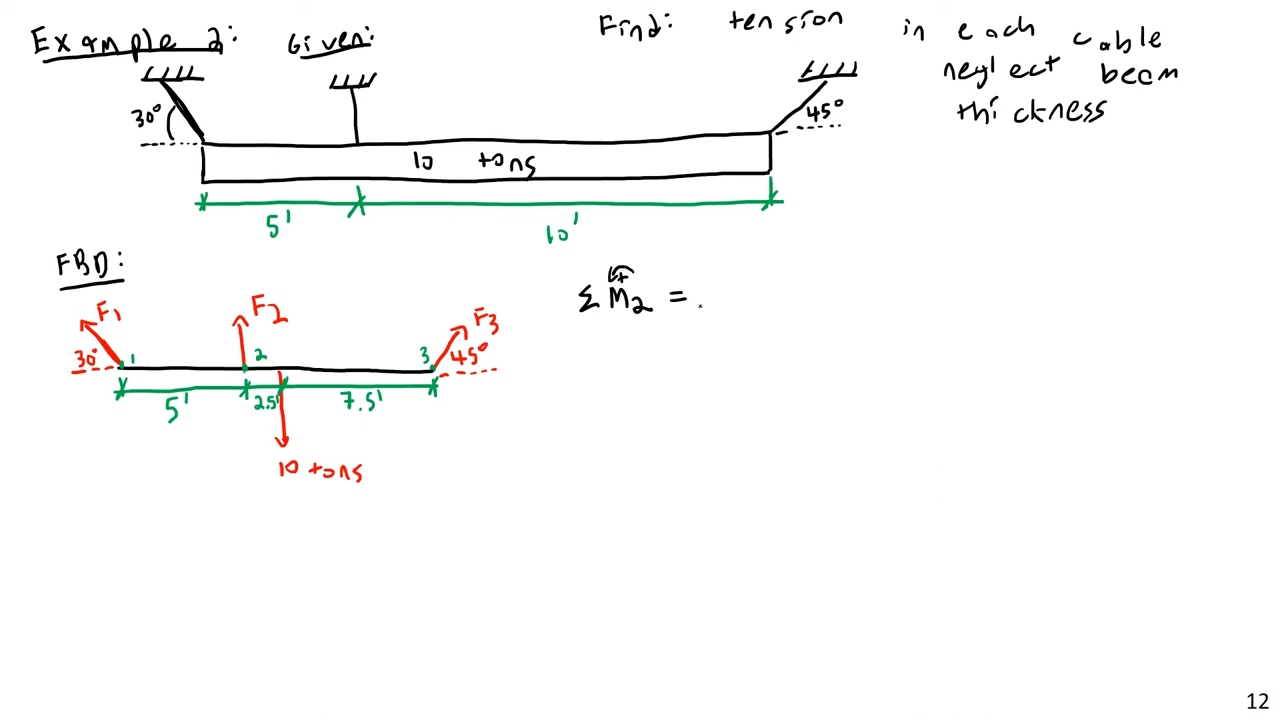 Example 2: Given: Find: tension in each cable
neglect beam
thickness
30° 45°
10 tons
5' 10'
FBD:
F1 F2 F3
30° 1 2 3 45°
5' 2.5' 7.5'
10 tons
Σ M2 =
12